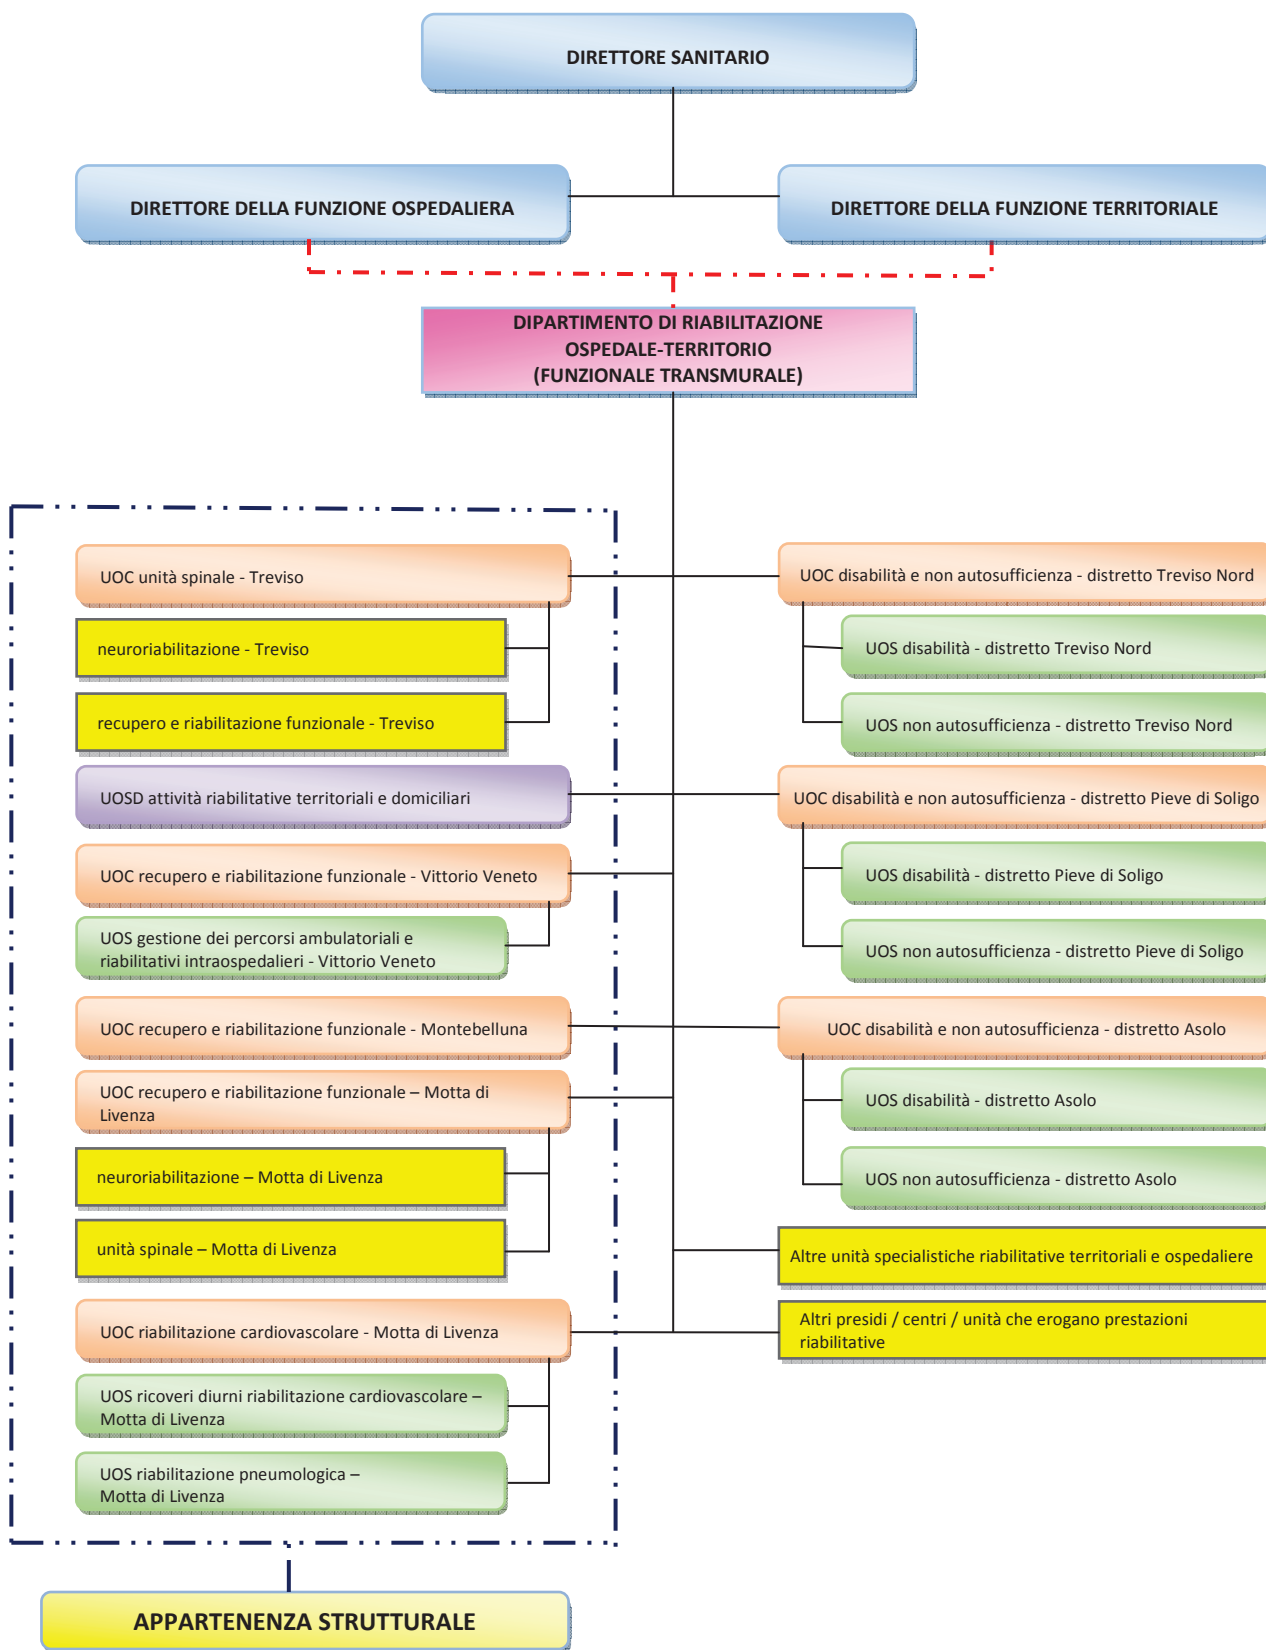 DIRETTORE SANITARIO
DIRETTORE DELLA FUNZIONE OSPEDALIERA
DIRETTORE DELLA FUNZIONE TERRITORIALE
DIPARTIMENTO DI RIABILITAZIONE
OSPEDALE-TERRITORIO
(FUNZIONALE TRANSMURALE)
UOC unità spinale - Treviso
neuroriabilitazione - Treviso
recupero e riabilitazione funzionale - Treviso
UOSD attività riabilitative territoriali e domiciliari
UOC recupero e riabilitazione funzionale - Vittorio Veneto
UOS gestione dei percorsi ambulatoriali e
riabilitativi intraospedalieri - Vittorio Veneto
UOC recupero e riabilitazione funzionale - Montebelluna
UOC recupero e riabilitazione funzionale – Motta di
Livenza
neuroriabilitazione – Motta di Livenza
unità spinale – Motta di Livenza
UOC riabilitazione cardiovascolare - Motta di Livenza
UOS ricoveri diurni riabilitazione cardiovascolare –
Motta di Livenza
UOS riabilitazione pneumologica –
Motta di Livenza
UOC disabilità e non autosufficienza - distretto Treviso Nord
UOS disabilità - distretto Treviso Nord
UOS non autosufficienza - distretto Treviso Nord
UOC disabilità e non autosufficienza - distretto Pieve di Soligo
UOS disabilità - distretto Pieve di Soligo
UOS non autosufficienza - distretto Pieve di Soligo
UOC disabilità e non autosufficienza - distretto Asolo
UOS disabilità - distretto Asolo
UOS non autosufficienza - distretto Asolo
Altre unità specialistiche riabilitative territoriali e ospedaliere
Altri presidi / centri / unità che erogano prestazioni
riabilitative
APPARTENENZA STRUTTURALE